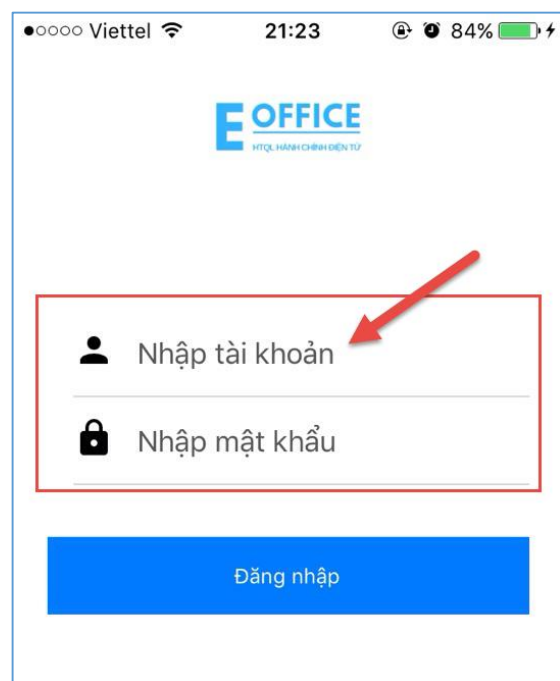 Viettel 21:23 84%
E OFFICE
HTQL HÀNH CHÍNH ĐIỆN TỬ
Nhập tài khoản
Nhập mật khẩu
Đăng nhập